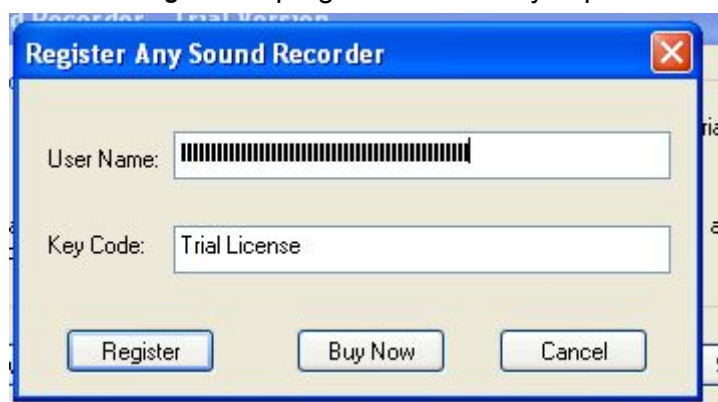 Register Any Sound Recorder
User Name:
Key Code: Trial License
Register Buy Now Cancel